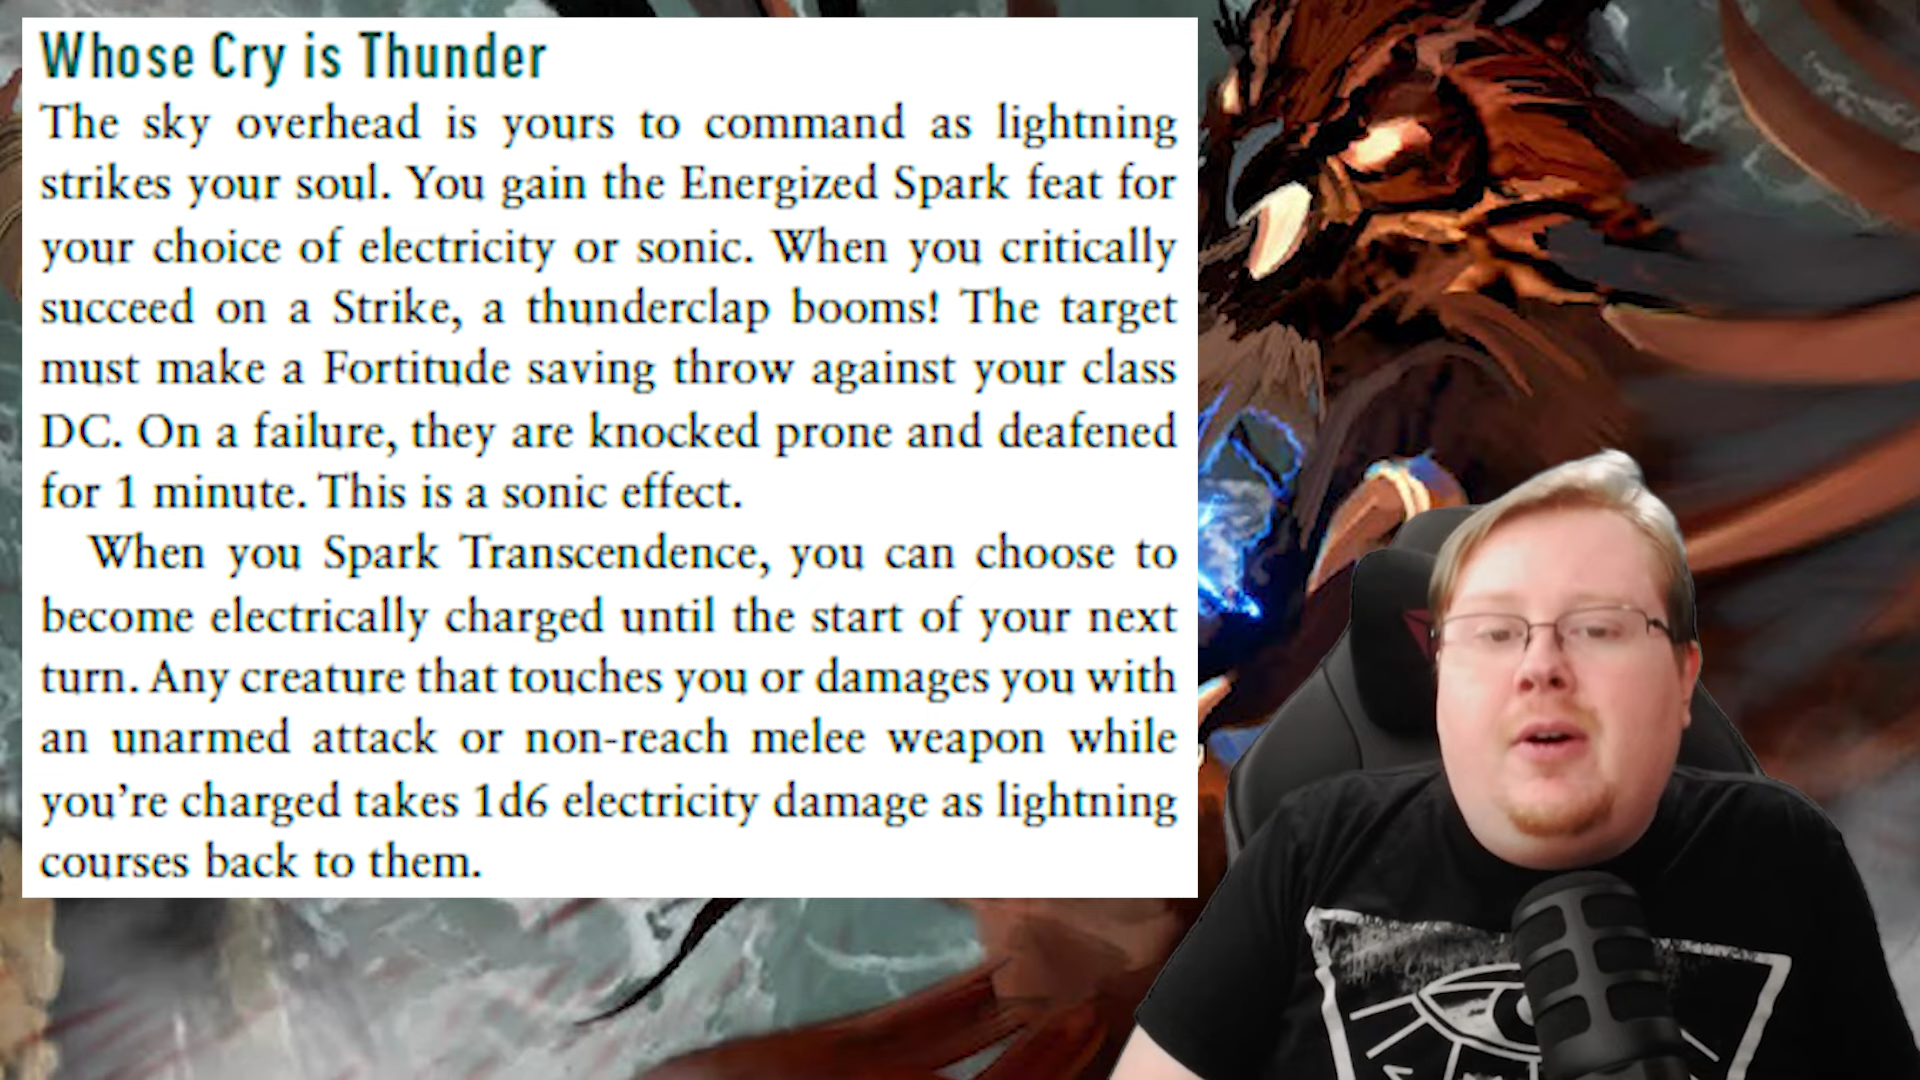 Whose Cry is Thunder
The sky overhead is yours to command as lightning
strikes your soul. You gain the Energized Spark feat for
your choice of electricity or sonic. When you critically
succeed on a Strike, a thunderclap booms! The target
must make a Fortitude saving throw against your class
DC. On a failure, they are knocked prone and deafened
for 1 minute. This is a sonic effect.
When you Spark Transcendence, you can choose to
become electrically charged until the start of your next
turn. Any creature that touches you or damages you with
an unarmed attack or non-reach melee weapon while
you’re charged takes 1d6 electricity damage as lightning
courses back to them.